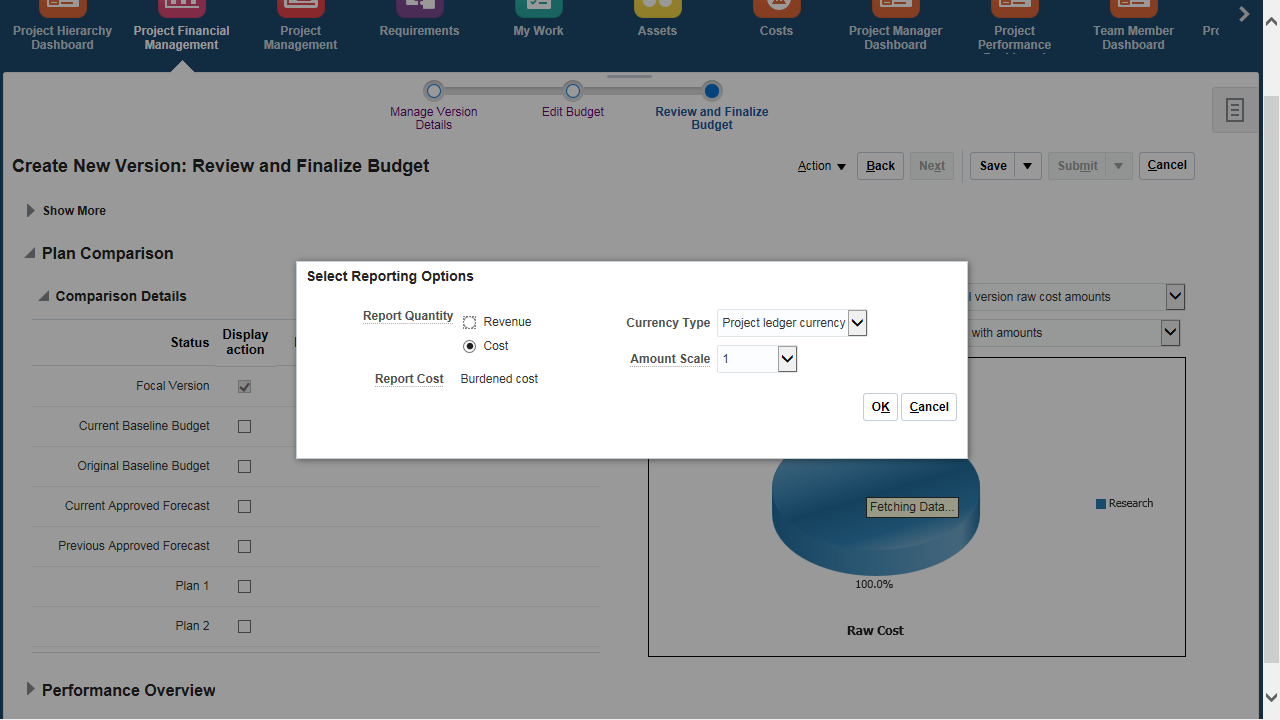 Project Hierarchy Dashboard
Project Financial Management
Project Management
Requirements
My Work
Assets
Costs
Project Manager Dashboard
Project Performance
Team Member Dashboard
Manage Version Details
Edit Budget
Review and Finalize Budget
Create New Version: Review and Finalize Budget
Action
Back
Next
Save
Submit
Cancel
Show More
Plan Comparison
Comparison Details
version raw cost amounts
with amounts
Status
Display action
Focal Version
Current Baseline Budget
Original Baseline Budget
Current Approved Forecast
Previous Approved Forecast
Plan 1
Plan 2
Select Reporting Options
Report Quantity
Revenue
Cost
Report Cost
Burdened cost
Currency Type
Project ledger currency
Amount Scale
1
OK
Cancel
Fetching Data...
Research
100.0%
Raw Cost
Performance Overview